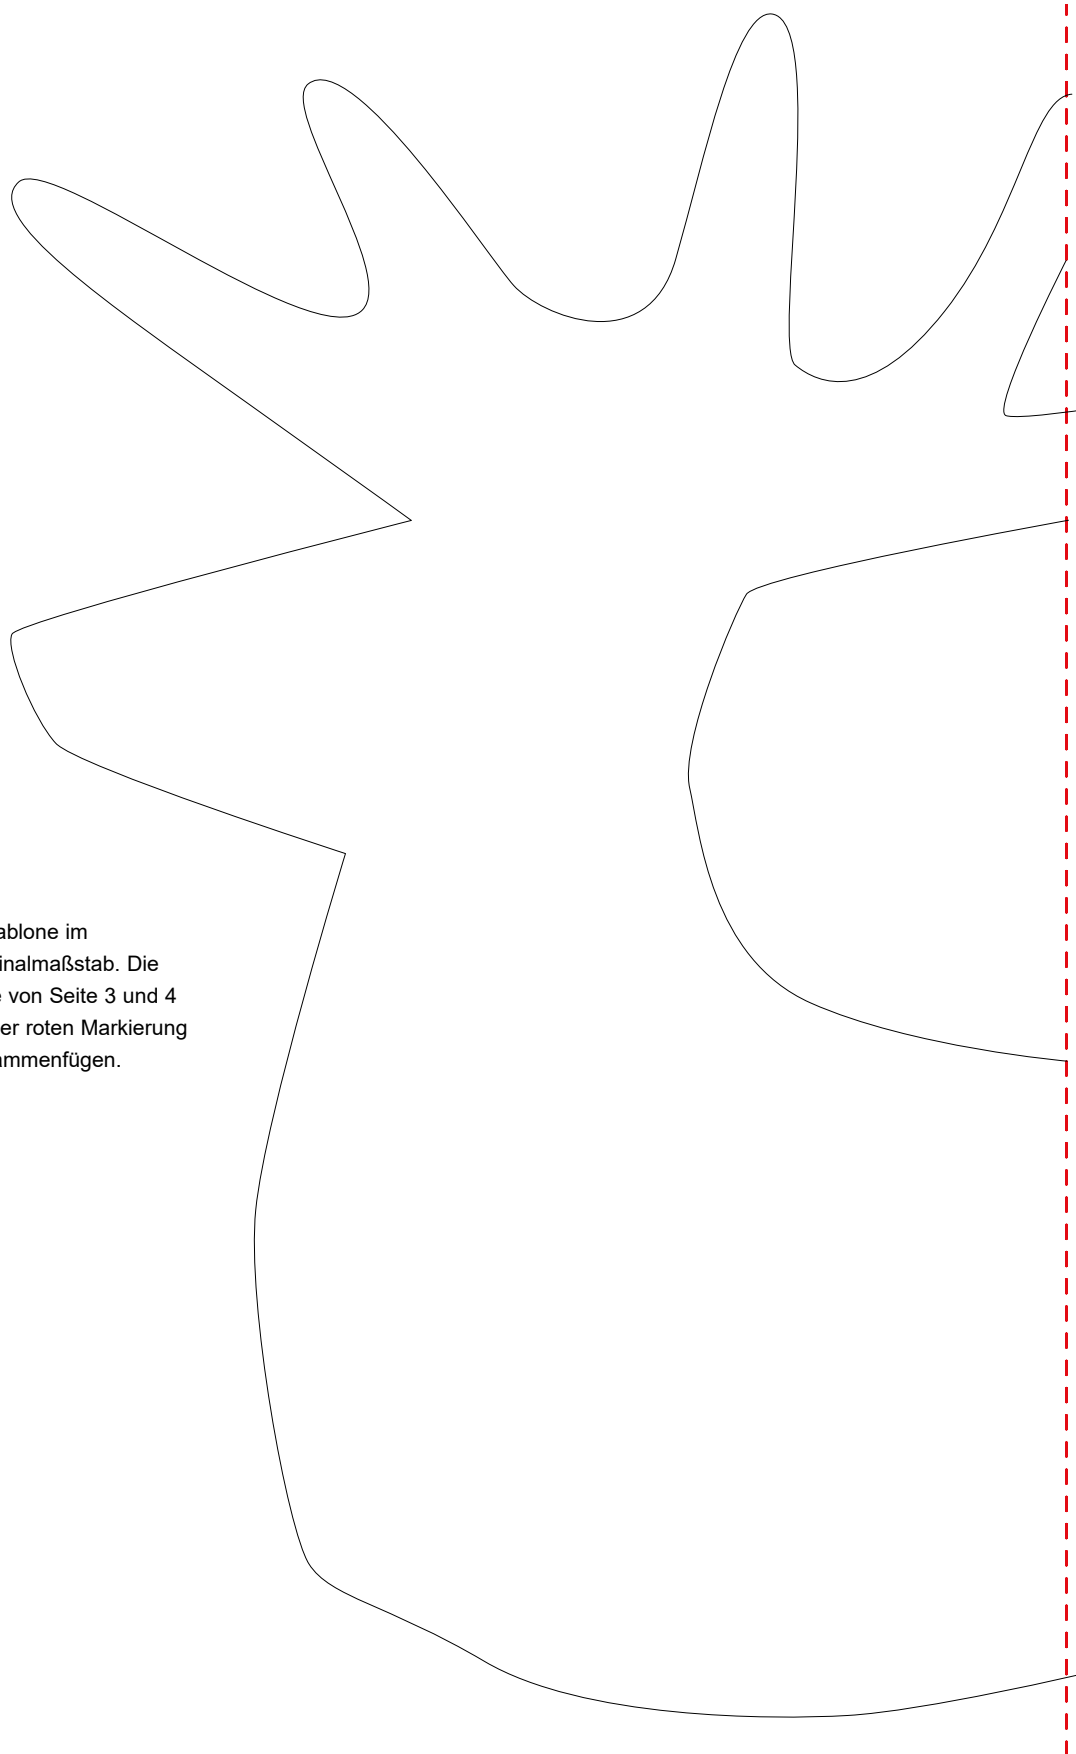 ablone im
inalmaßstab. Die
von Seite 3 und 4
er roten Markierung
ammenfügen.